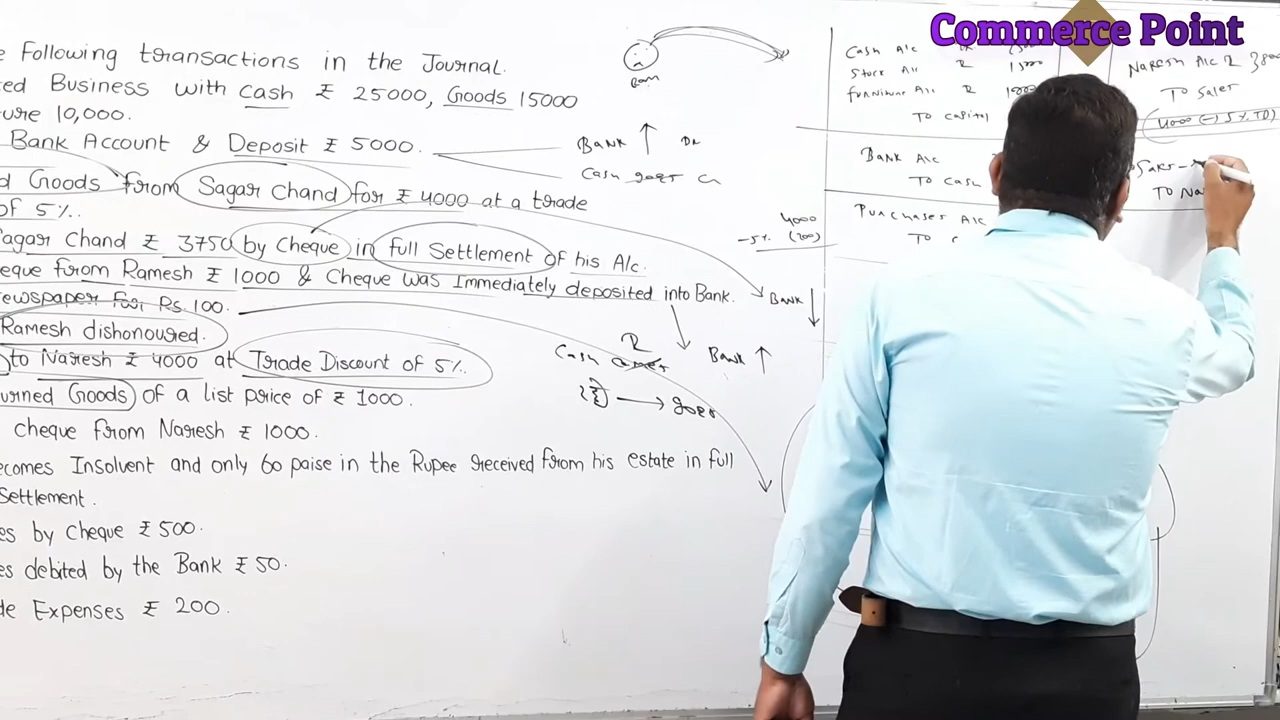 Commerce Point
e Following transactions in the Journal.
ed Business with cash ₹ 25000, Goods 15000
ure 10,000.
Bank Account & Deposit ₹ 5000.
d Goods from Sagar Chand for ₹ 4000 at a trade
of 5%.
agar Chand ₹ 3750 by Cheque in full Settlement of his A/c.
eque from Ramesh ₹ 1000 & Cheque was Immediately deposited into Bank.
ewspaper for Rs. 100.
Ramesh dishonoured.
to Naresh ₹ 4000 at Trade Discount of 5%.
urned Goods of a list price of ₹ 1000.
cheque from Naresh ₹ 1000.
ecomes Insolvent and only 60 paise in the Rupee received from his estate in full
Settlement.
es by Cheque ₹ 500.
es debited by the Bank ₹ 50.
de Expenses ₹ 200.
Bank Dr
Cash goes Cr
4000
-5% (200)
Bank
Cash
Bank
goes
Cash A/c
Stock A/c
Furniture A/c
To Capital
Bank A/c
To Cash
Purchases A/c
To
Naresh A/c
To Sales
4000 (-) 5% TD)
To Na